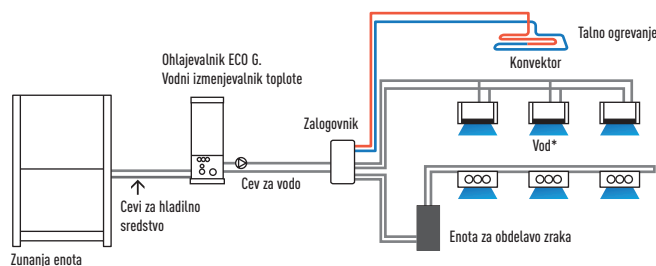 Ohlajevalnik ECO G.
Vodni izmenjevalnik toplote
Talno ogrevanje
Konvektor
Zalogovnik
Vod*
Cev za vodo
Cevi za hladilno
sredstvo
Enota za obdelavo zraka
Zunanja enota